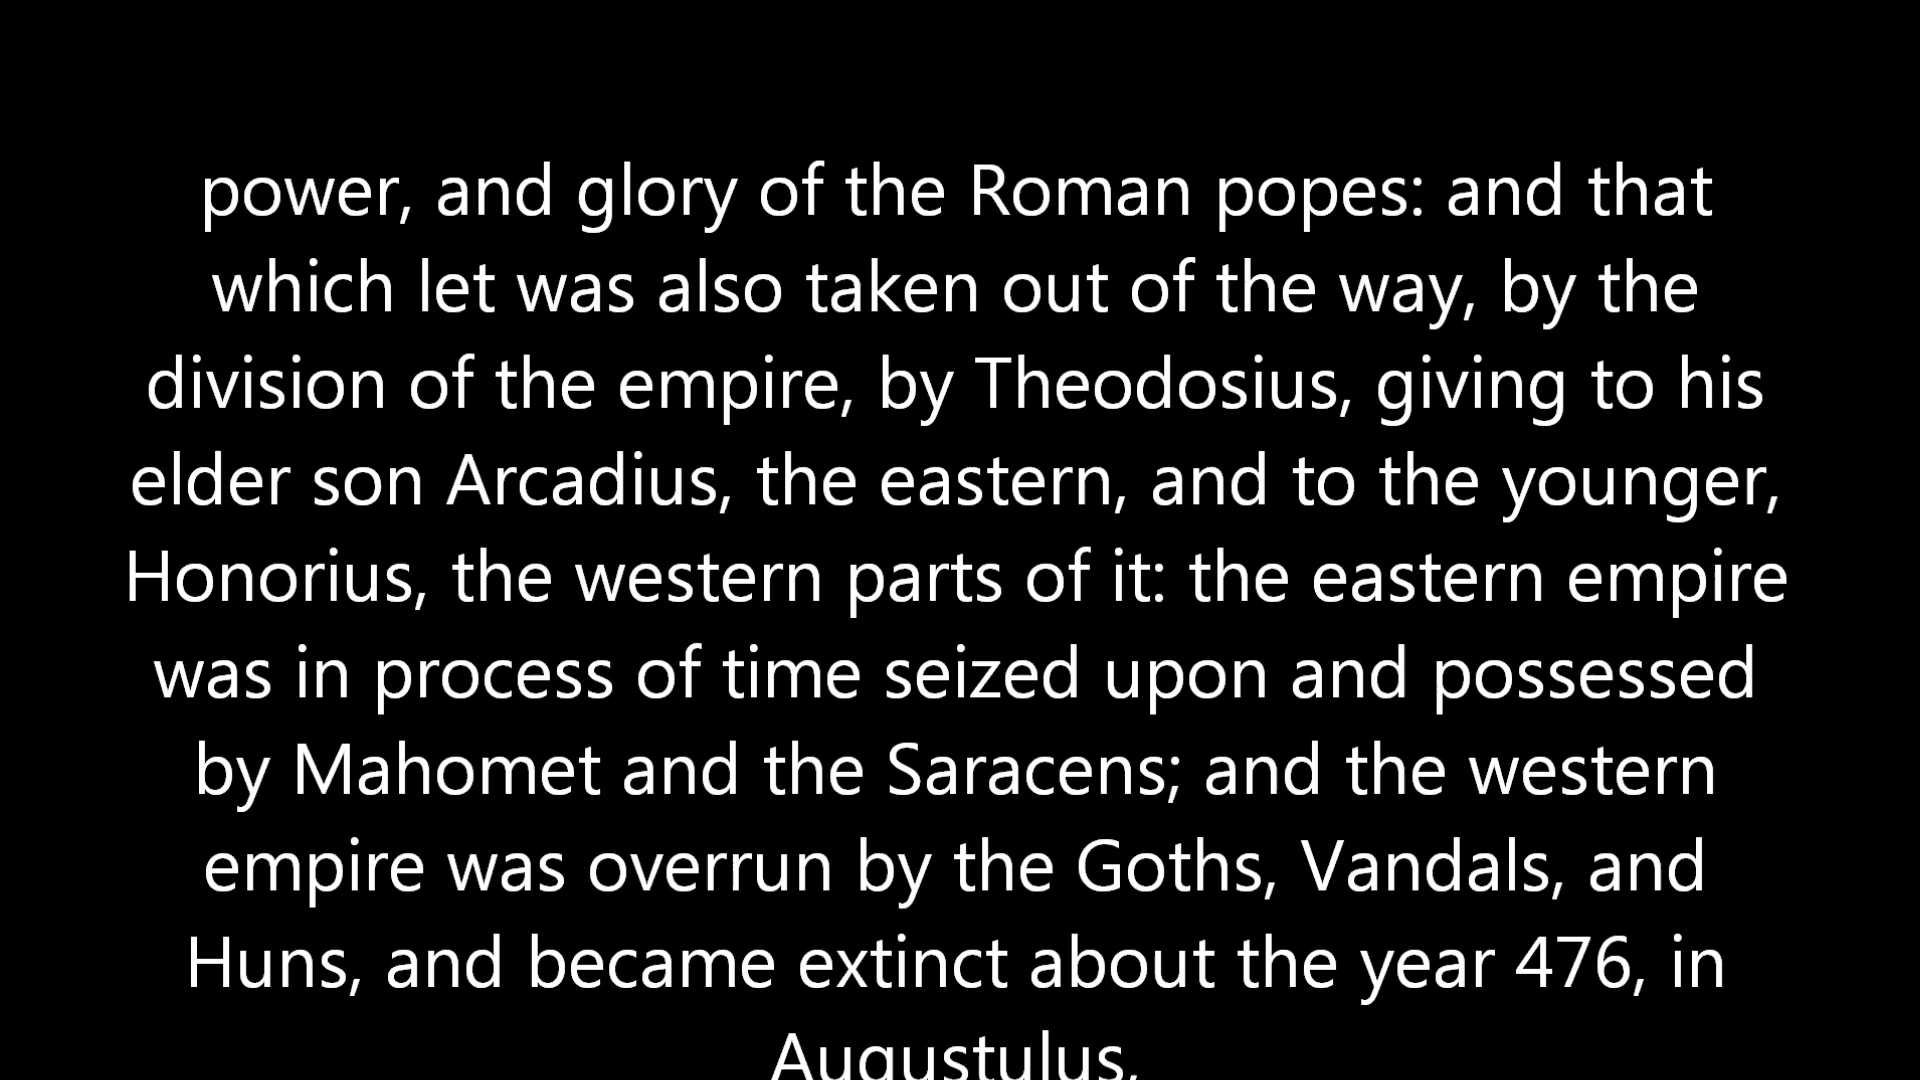 power, and glory of the Roman popes: and that
which let was also taken out of the way, by the
division of the empire, by Theodosius, giving to his
elder son Arcadius, the eastern, and to the younger,
Honorius, the western parts of it: the eastern empire
was in process of time seized upon and possessed
by Mahomet and the Saracens; and the western
empire was overrun by the Goths, Vandals, and
Huns, and became extinct about the year 476, in
Augustulus,